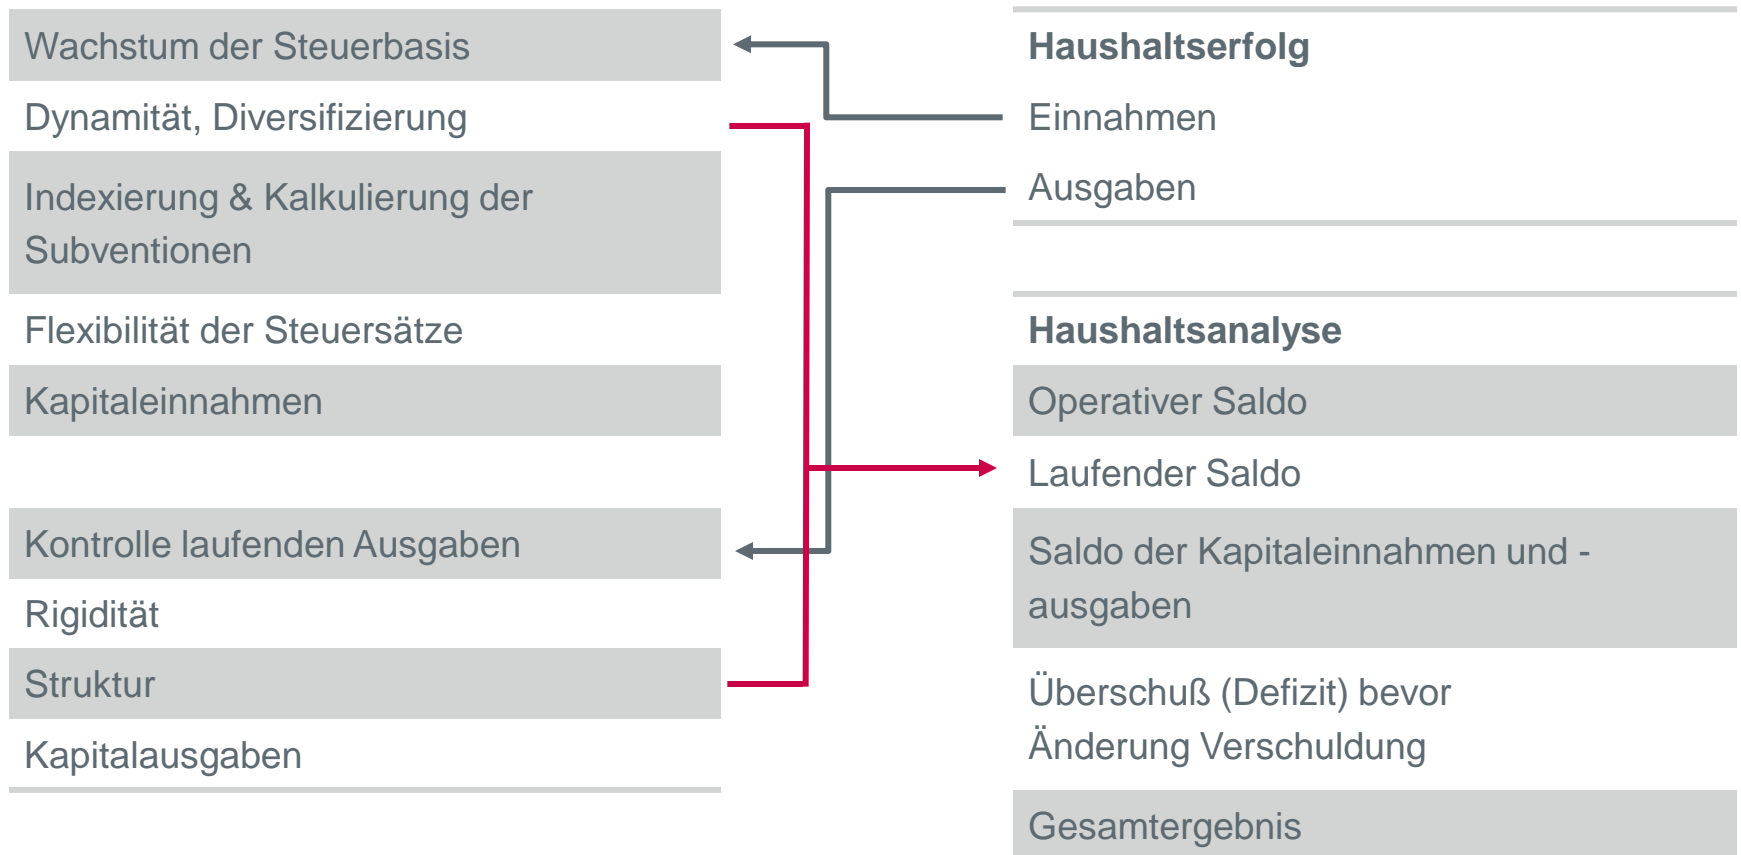 Wachstum der Steuerbasis
Dynamität, Diversifizierung
Indexierung & Kalkulierung der
Subventionen
Flexibilität der Steuersätze
Kapitaleinnahmen
Kontrolle laufenden Ausgaben
Rigidität
Struktur
Kapitalausgaben
Haushaltserfolg
Einnahmen
Ausgaben
Haushaltsanalyse
Operativer Saldo
Laufender Saldo
Saldo der Kapitaleinnahmen und -
ausgaben
Überschuß (Defizit) bevor
Änderung Verschuldung
Gesamtergebnis